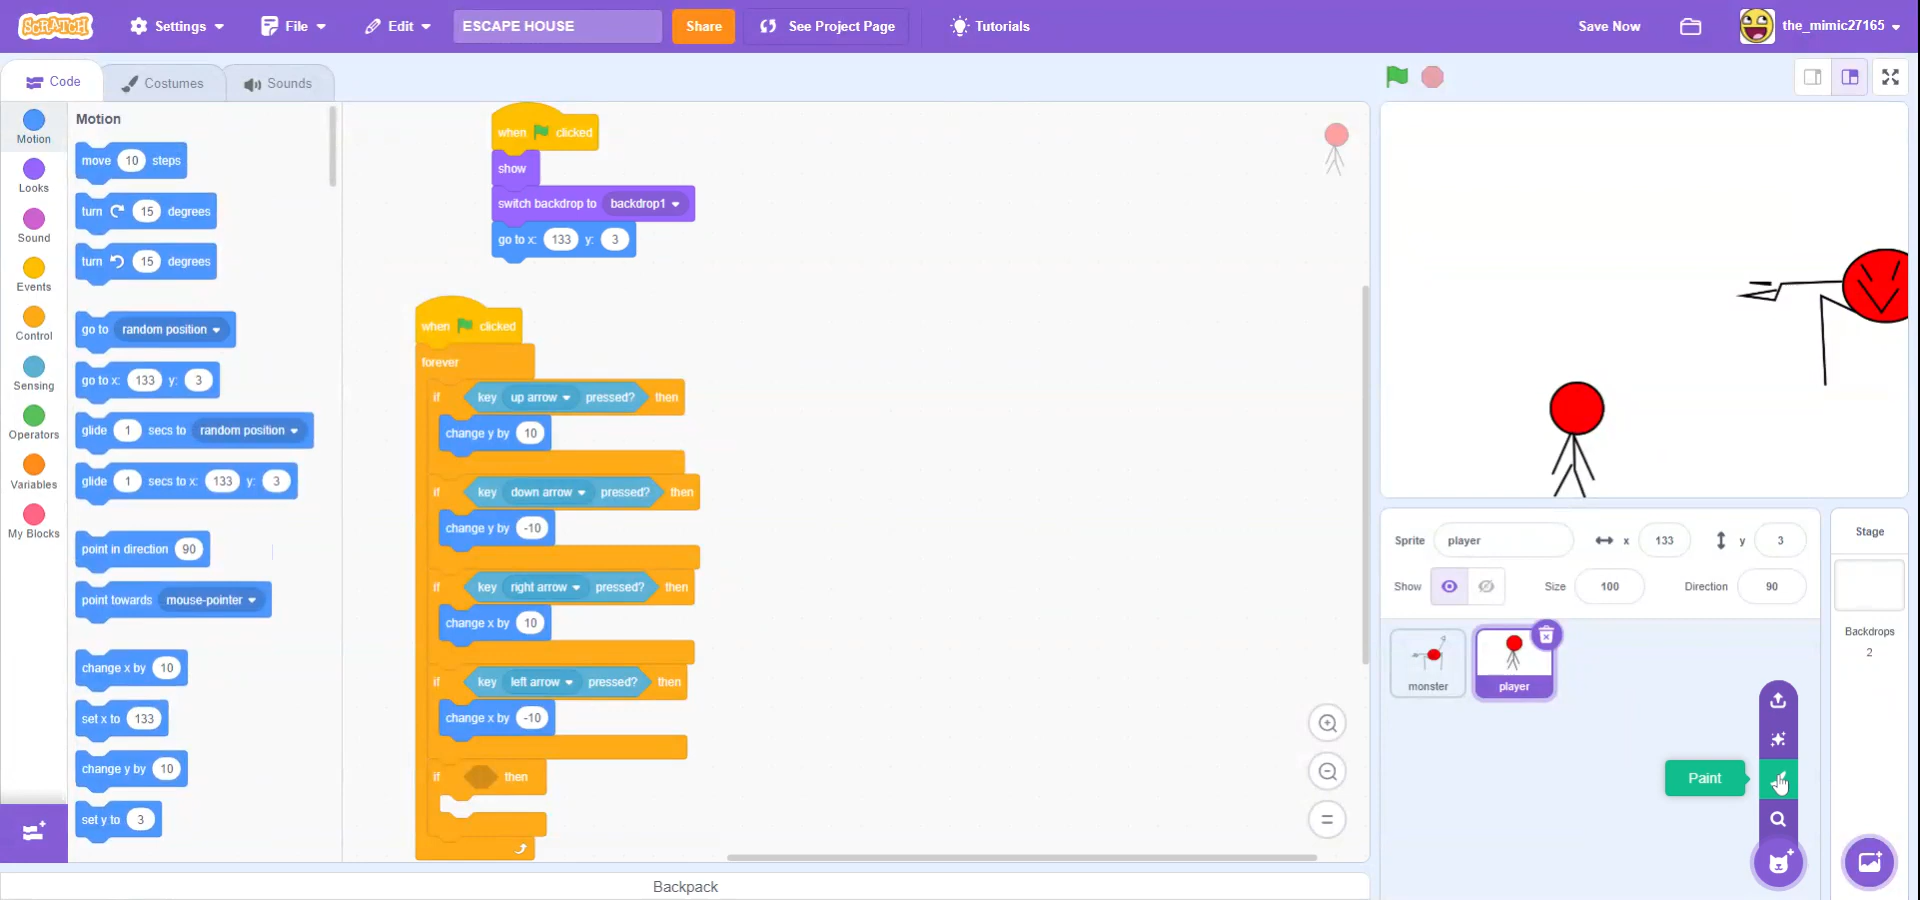 SCRATCH Settings File Edit ESCAPE HOUSE Share See Project Page Tutorials Save Now the_mimic27165
Code Costumes Sounds
Motion
Looks
Sound
Events
Control
Sensing
Operators
Variables
My Blocks
Motion
move 10 steps
turn 15 degrees
turn 15 degrees
go to random position
go to x: 133 y: 3
glide 1 secs to random position
glide 1 secs to x: 133 y: 3
point in direction 90
point towards mouse-pointer
change x by 10
set x to 133
change y by 10
set y to 3
when clicked
show
switch backdrop to backdrop1
go to x: 133 y: 3
when clicked
forever
if key up arrow pressed? then
change y by 10
if key down arrow pressed? then
change y by -10
if key right arrow pressed? then
change x by 10
if key left arrow pressed? then
change x by -10
if then
Backpack
Sprite player x 133 y 3
Show Size 100 Direction 90
monster player
Paint
Stage
Backdrops
2